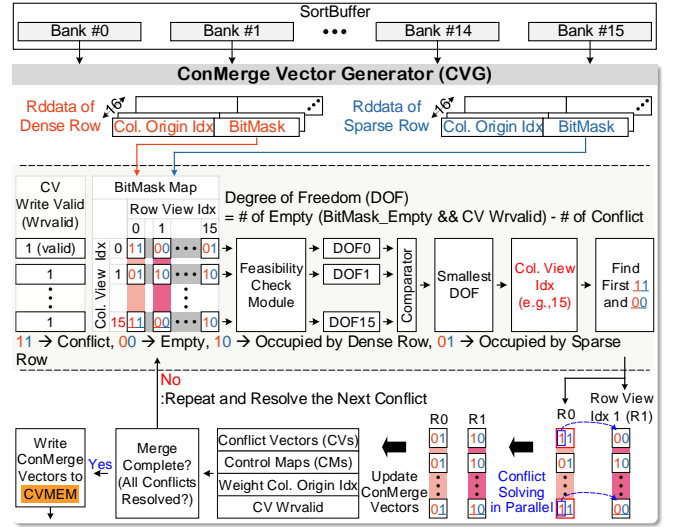 SortBuffer
Bank #0 Bank #1 ••• Bank #14 Bank #15
ConMerge Vector Generator (CVG)
Rddata of
Dense Row
16
Col. Origin Idx BitMask
Rddata of
Sparse Row
16
Col. Origin Idx BitMask
CV
Write Valid
(Wrvalid)
1 (valid)
1
1
BitMask Map
Row View Idx
0 1 15
Col. View Idx
0 11 00 ••• 01
1 01 10 ••• 10
15 11 00 ••• 10
Degree of Freedom (DOF)
= # of Empty (BitMask_Empty && CV Wrvalid) - # of Conflict
Feasibility
Check
Module
DOF0
DOF1
DOF15
Comparator
Smallest
DOF
Col. View
Idx
(e.g.,15)
Find
First 11
and 00
11 → Conflict, 00 → Empty, 10 → Occupied by Dense Row, 01 → Occupied by Sparse
Row
No
:Repeat and Resolve the Next Conflict
Row View
Idx 1 (R1)
R0
11 00
01 10
11 00
Conflict
Solving
in Parallel
R0 R1
01 10
01 10
01 10
Update
ConMerge
Vectors
Conflict Vectors (CVs)
Control Maps (CMs)
Weight Col. Origin Idx
CV Wrvalid
Merge
Complete?
(All Conflicts
Resolved?)
Yes
Write
ConMerge
Vectors to
CVMEM